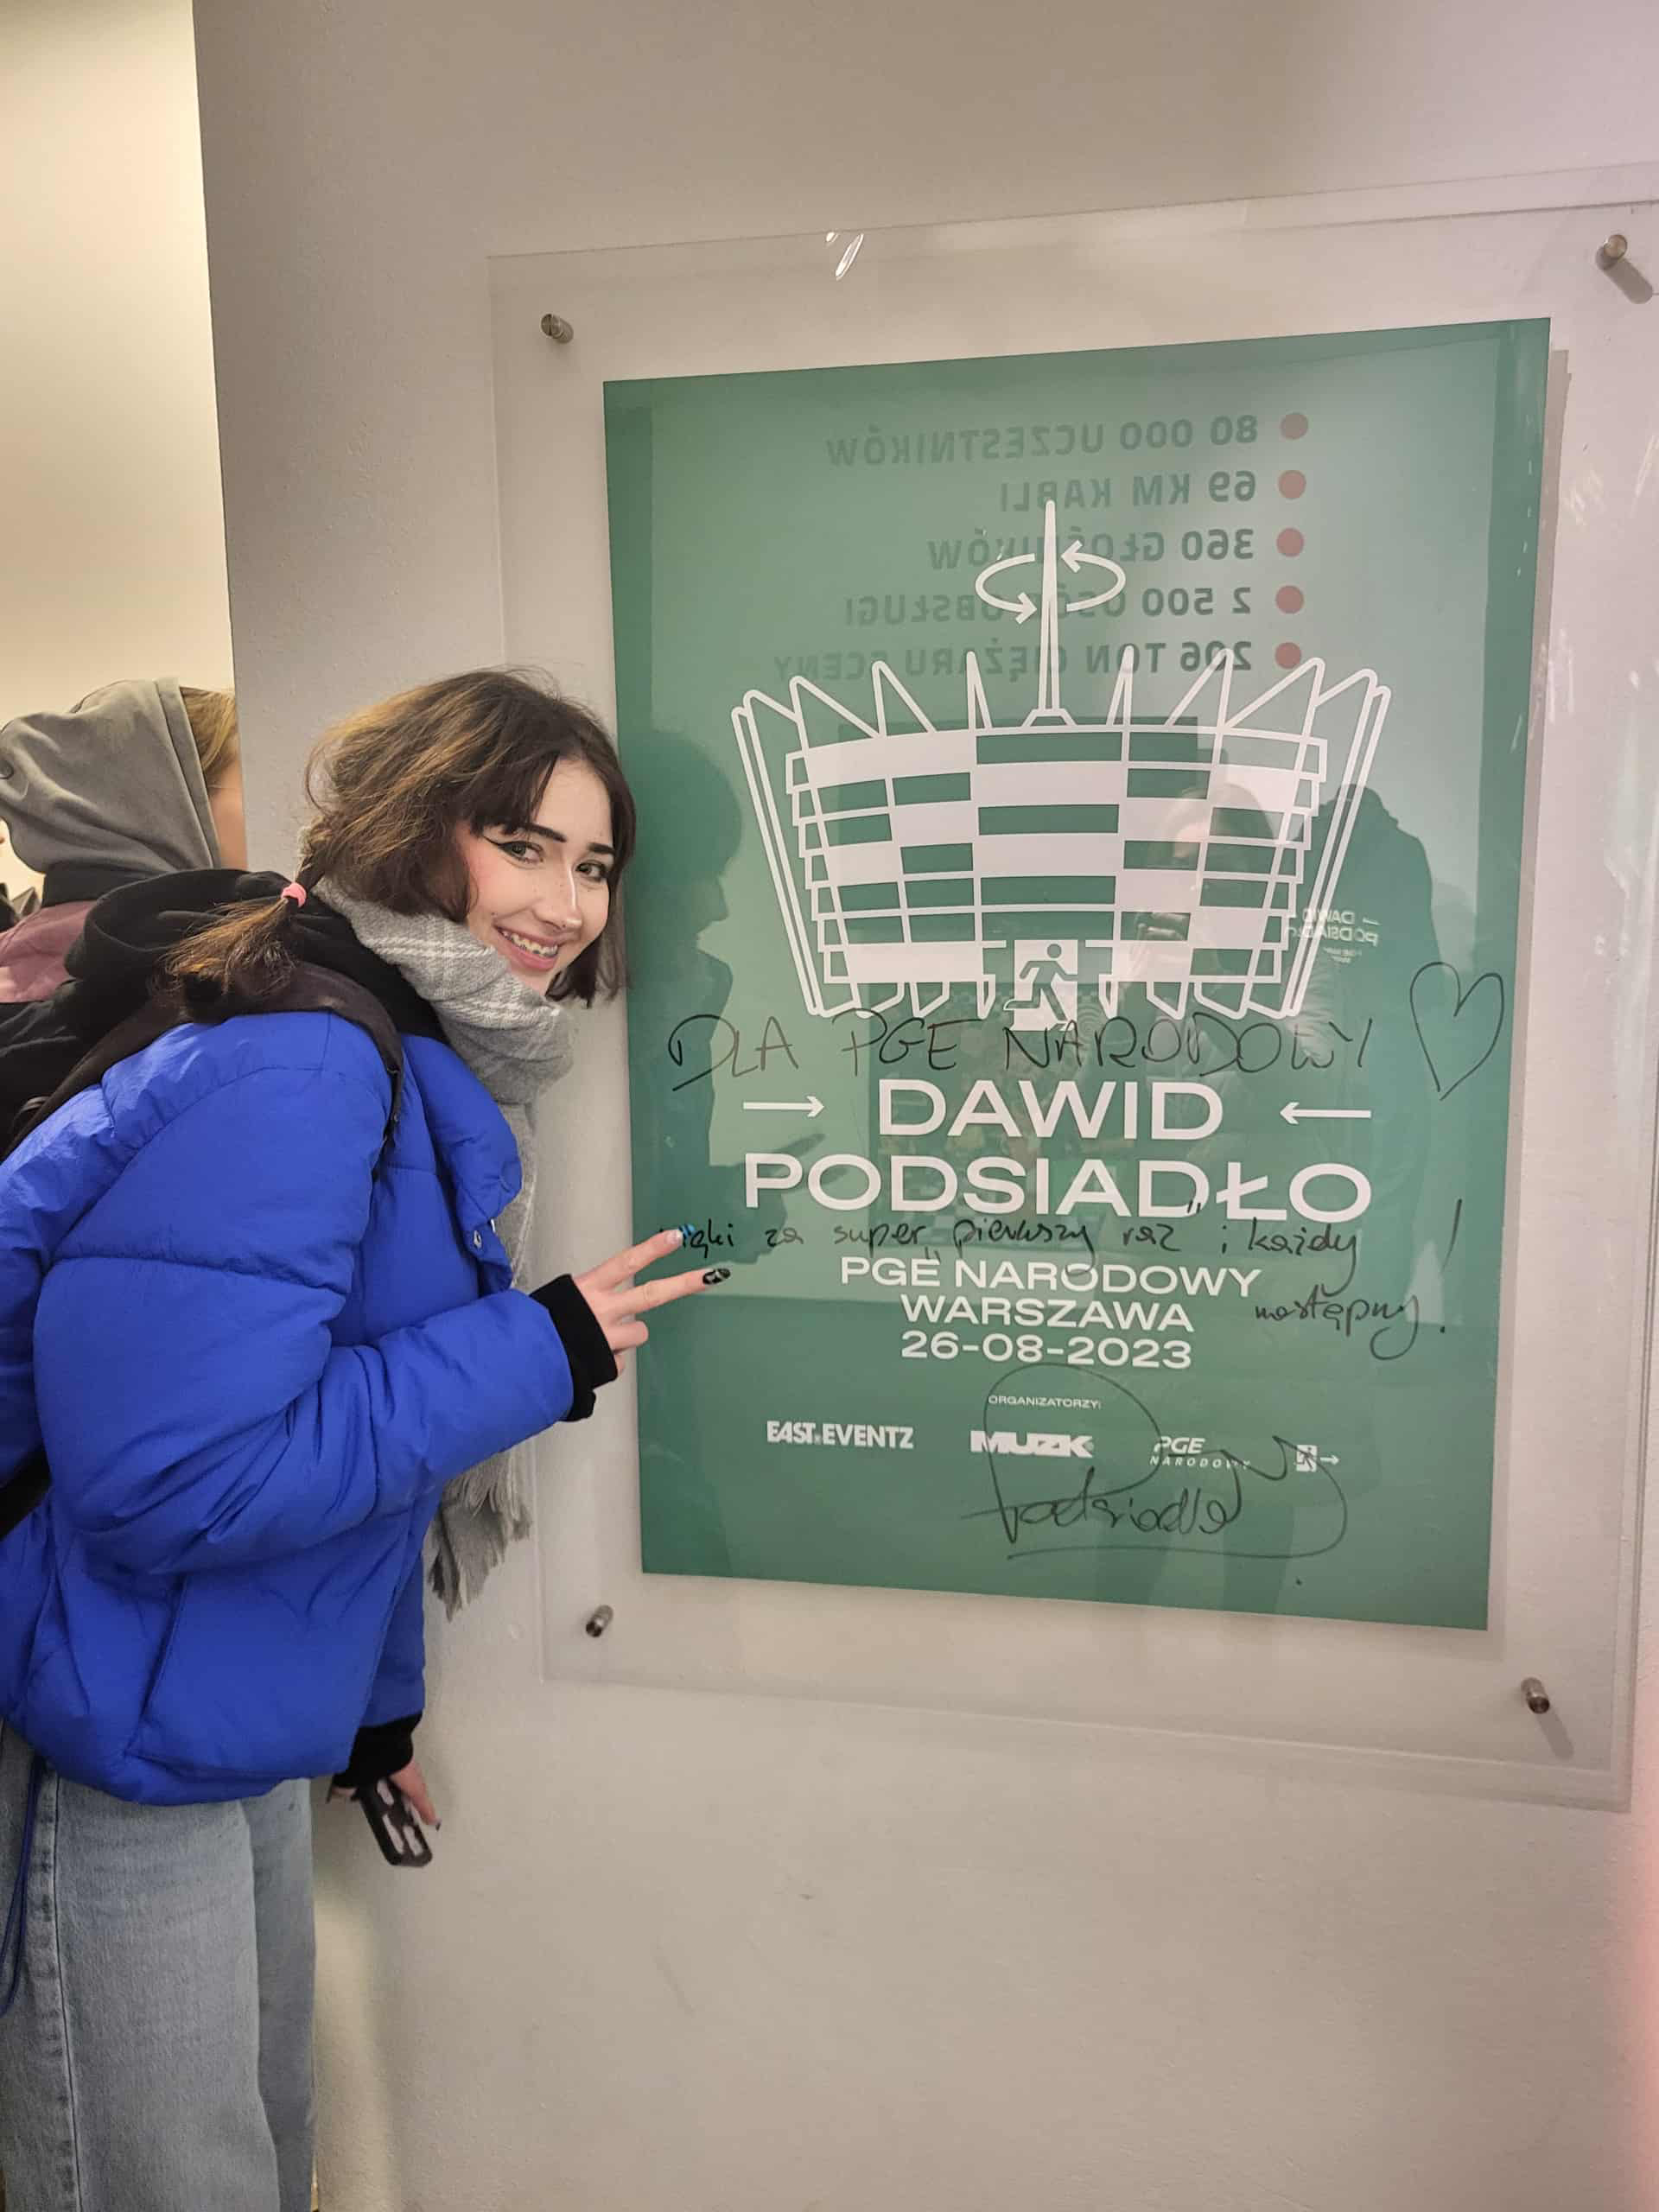 80 000 UCZESTNIKÓW
69 KM KABLI
360 GŁOŚNIKÓW
2 500 OSÓB OBSŁUGI
206 TON CIĘŻARU SCENY
DAWID
PODSIADŁO
DLA PGE NARODOWY ♡
→ DAWID ←
PODSIADŁO
za super "pierwszy raz" i każdy
następny!
PGE NARODOWY
WARSZAWA
26-08-2023
ORGANIZATORZY:
EAST EVENTZ MUZK PGE NARODOWY
Podsiadło